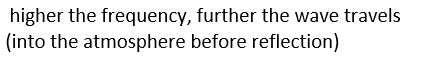 higher the frequency, further the wave travels
(into the atmosphere before reflection)